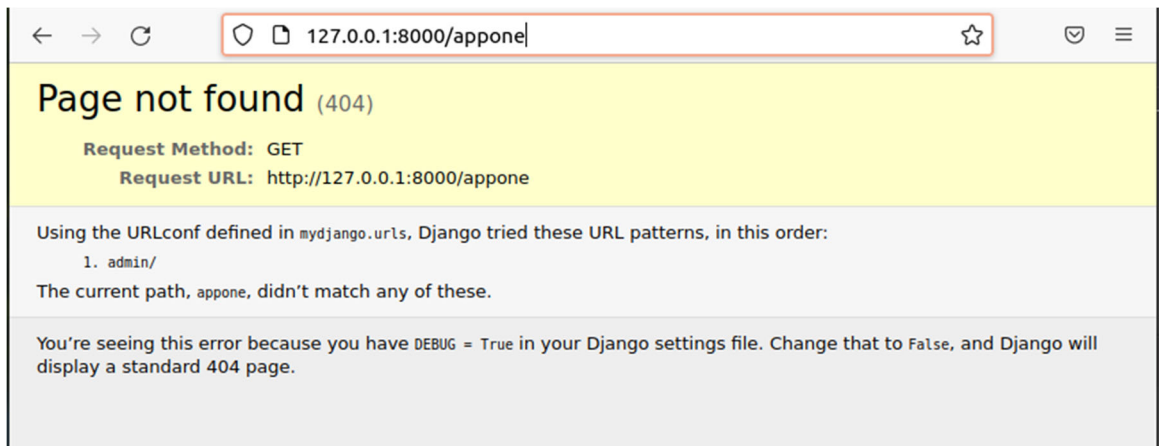 127.0.0.1:8000/appone
Page not found (404)
Request Method: GET
Request URL: http://127.0.0.1:8000/appone
Using the URLconf defined in mydjango.urls, Django tried these URL patterns, in this order:
1. admin/
The current path, appone, didn’t match any of these.
You’re seeing this error because you have DEBUG = True in your Django settings file. Change that to False, and Django will
display a standard 404 page.